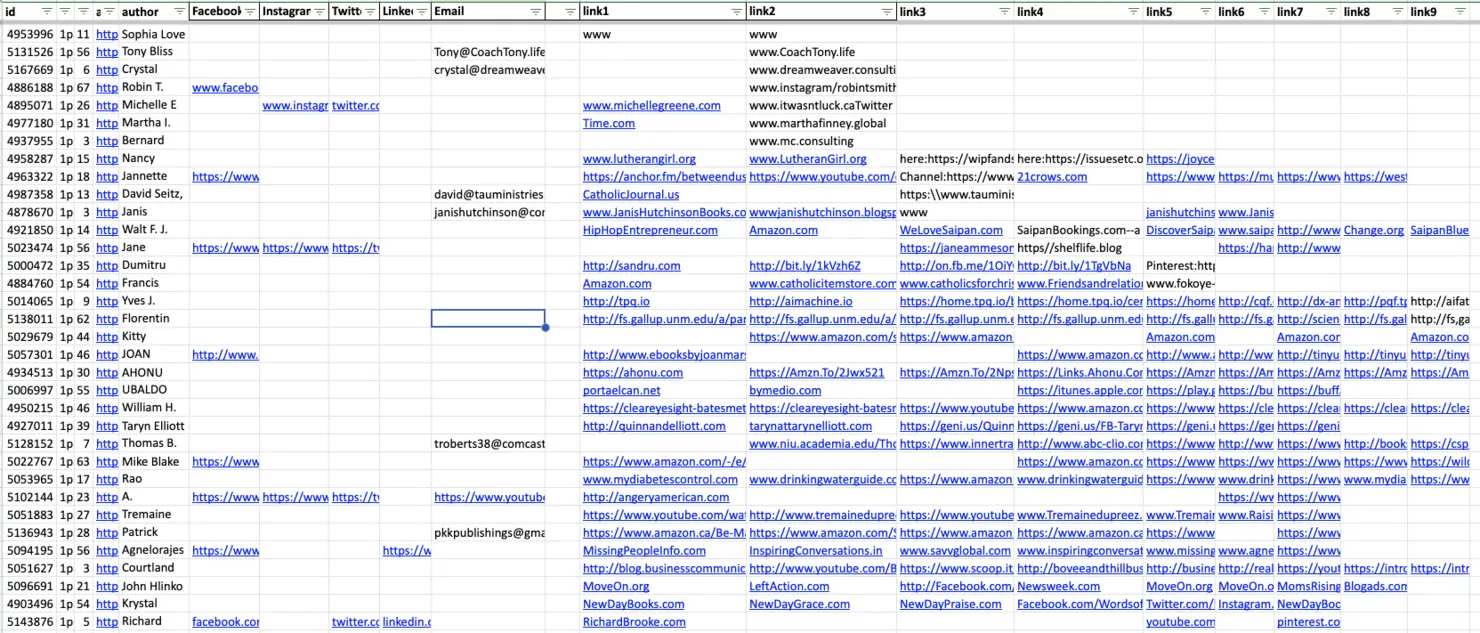 id a author Facebook Instagran Twitt Linke Email link1 link2 link3 link4 link5 link6 link7 link8 link9
4953996 1p 11 http Sophia Love www www
5131526 1p 56 http Tony Bliss Tony@CoachTony.life www.CoachTony.life
5167669 1p 6 http Crystal crystal@dreamweave www.dreamweaver.consulti
4886188 1p 67 http Robin T. www.facebo www.instagram/robintsmith
4895071 1p 26 http Michelle E www.instagr twitter.co www.michellegreene.com www.itwasntluck.caTwitter
4977180 1p 31 http Martha I. Time.com www.marthafinney.global
4937955 1p 3 http Bernard www.mc.consulting
4958287 1p 15 http Nancy www.lutherangirl.org www.LutheranGirl.org here:https://wipfands here:https://issuesetc.o https://joyce
4963322 1p 18 http Jannette https://www https://anchor.fm/betweendus https://www.youtube.com/ Channel:https://www 21crows.com https://www https://mu https://www https://west
4987358 1p 13 http David Seitz, david@tauministries CatholicJournal.us https:\\www.tauminis
4878670 1p 3 http Janis janishutchinson@co www.JanisHutchinsonBooks.co wwwjanishutchinson.blogsp www janishutchins www.Janis
4921850 1p 14 http Walt F. J. HipHopEntrepreneur.com Amazon.com WeLoveSaipan.com SaipanBookings.com--a DiscoverSaip www.saipa http://www Change.org SaipanBlue
5023474 1p 56 http Jane https://www https://www https://t https://janeammeson https//shelflife.blog https://ha http://www
5000472 1p 35 http Dumitru http://sandru.com http://bit.ly/1kVzh6Z http://on.fb.me/1OiY http://bit.ly/1TgVbNa Pinterest:http
4884760 1p 54 http Francis Amazon.com www.catholicitemstore.com www.catholicsforchris www.Friendsandrelation www.fokoye-
5014065 1p 9 http Yves J. http://tpq.io http://aimachine.io https://home.tpq.io/ https://home.tpq.io/cer https://home http://cqf. http://dx-an http://pqf.t http://aifat
5138011 1p 62 http Florentin http://fs.gallup.unm.edu/a/par http://fs.gallup.unm.edu/a/ http://fs.gallup.unm.e http://fs.gallup.unm.ed http://fs.gall http://fs.g http://scien http://fs.gal http://fs,ga
5029679 1p 44 http Kitty https://www.amazon.com/s https://www.amazon Amazon.com Amazon.co Amazon.co
5057301 1p 46 http JOAN http://www. http://www.ebooksbyjoanmar https://www.amazon.co http://www. http://tinyu http://tinyu http://tinyu
4934513 1p 30 http AHONU https://ahonu.com https://Amzn.To/2Jwx521 https://Amzn.To/2Np https://Links.Ahonu.Co https://Amzn https://Am https://Amz https://Amz https://Am
5006997 1p 55 http UBALDO portaelcan.net bymedio.com https://itunes.apple.co https://play.g https://bu https://buff.
4950215 1p 46 http William H. https://cleareyesight-batesmet https://cleareyesight-batesr https://www.youtube https://www.amazon.co https://www https://cle https://clea https://clea https://clea
4927011 1p 39 http Taryn Elliott http://quinnandelliott.com tarynattarynelliott.com https://geni.us/Quinn https://geni.us/FB-Tary https://geni.u https://ger https://geni
5128152 1p 7 http Thomas B. troberts38@comcast www.niu.academia.edu/Tho https://www.innertra http://www.abc-clio.con https://www https://ww https://www http://book https://csp
5022767 1p 63 http Mike Blake https://www https://www.amazon.com/-/e/ https://www.amazon.co https://www https://ww https://www https://www https://wild
5053965 1p 17 http Rao https://www.mydiabetescontrol.com www.drinkingwaterguide.co https://www.amazon www.drinkingwaterguid https://www www.drinl https://www www.mydia https://ww
5102144 1p 23 http A. https://www https://www https://t https://www.youtube http://angeryamerican.com https://wv https://www
5051883 1p 27 http Tremaine https://www.youtube.com/wa http://www.tremainedupre https://www.youtube www.Tremainedupreez. www.Tremain www.Raisi https://www
5136943 1p 28 http Patrick pkkpublishings@gma https://www.amazon.ca/Be-M https://www.amazon.com/S https://www.amazon https://www.amazon.co https://www https://ww https://www
5094195 1p 56 http Agnelorajes https://www https://w MissingPeopleInfo.com InspiringConversations.in www.savvglobal.com www.inspiringconversat www.missing www.agne https://www
5051627 1p 3 http Courtland http://blog.businesscommunic http://www.youtube.com/B https://www.scoop.it http://boveeandthillbus http://busine http://real https://yout https://intro https://intr
5096691 1p 21 http John Hlinko MoveOn.org LeftAction.com http://Facebook.com/ Newsweek.com MoveOn.org MoveOn.o MomsRising Blogads.com
4903496 1p 54 http Krystal NewDayBooks.com NewDayGrace.com NewDayPraise.com Facebook.com/Wordsof Twitter.com/ Instagram. NewDayBoc
5143876 1p 5 http Richard facebook.co twitter.co linkedin.c RichardBrooke.com youtube.com pinterest.co